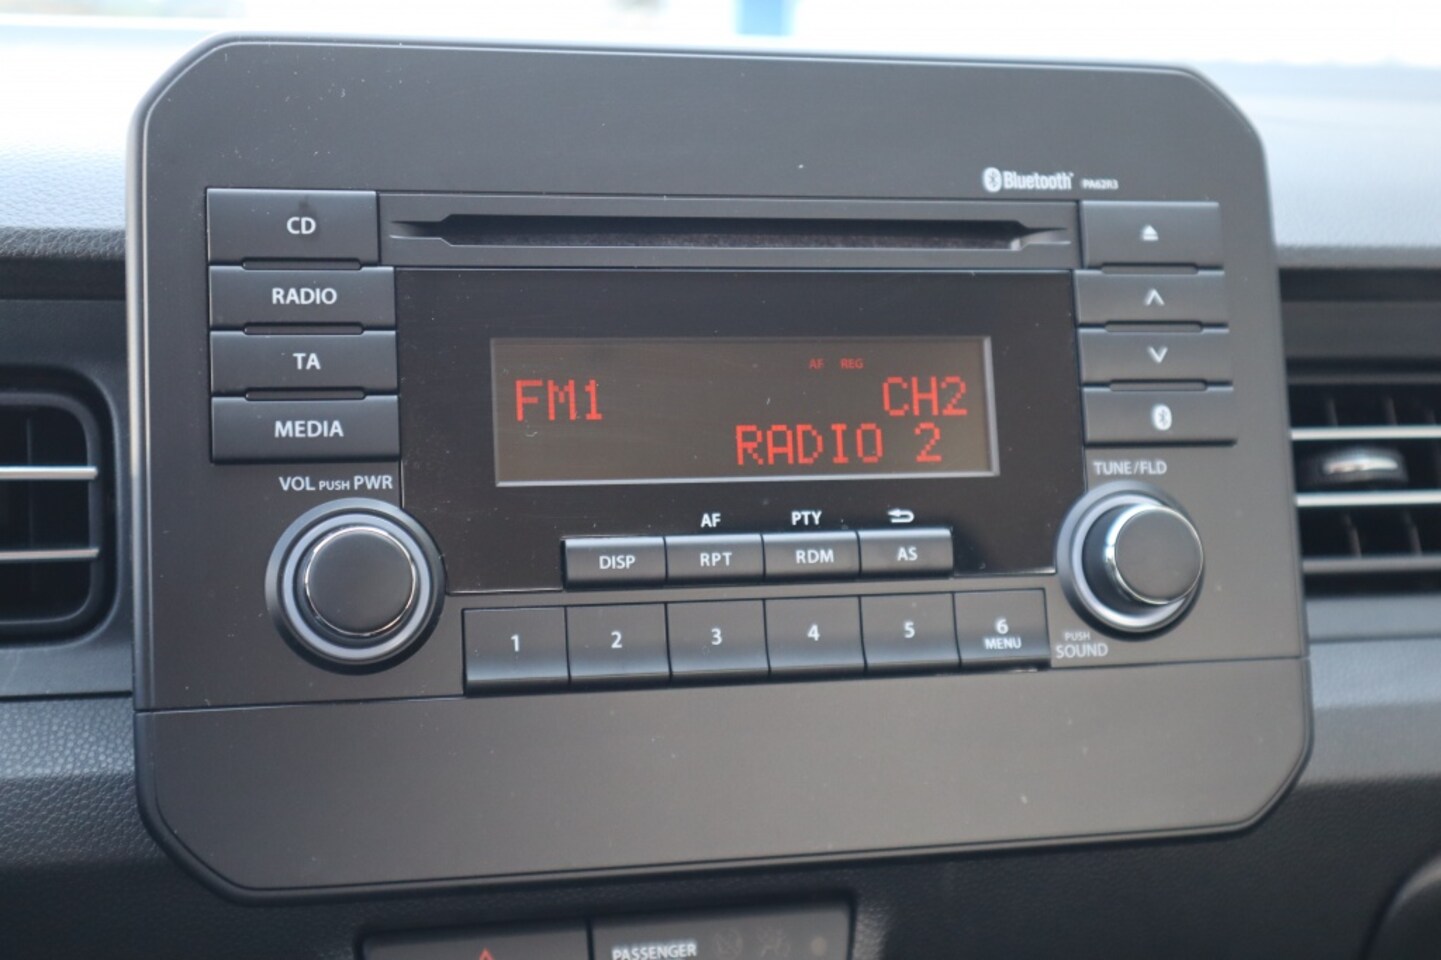 Bluetooth PA62R3
CD
RADIO
TA
MEDIA
AF REG
FM1 CH2
RADIO 2
VOL PUSH PWR
TUNE/FLD
AF PTY
DISP RPT RDM AS
1 2 3 4 5 6
MENU
PUSH
SOUND
PASSENGER